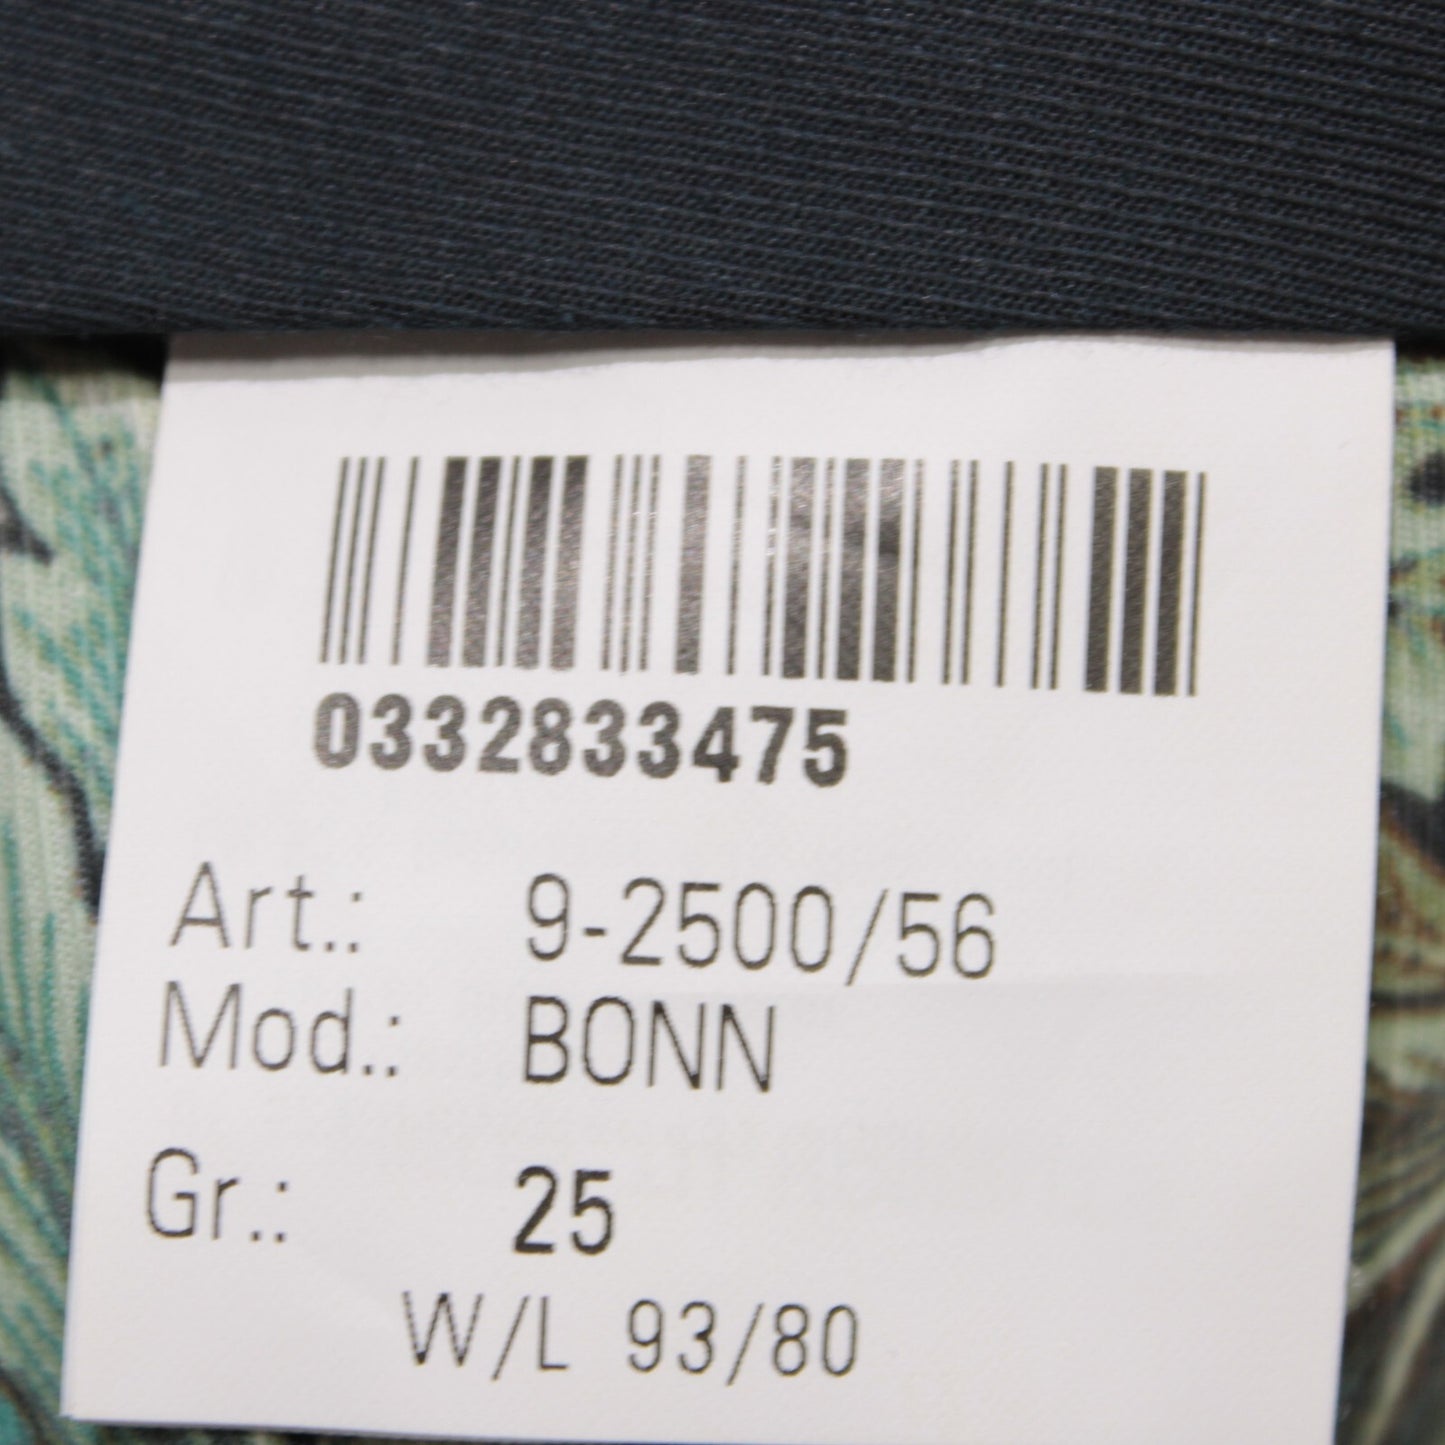 0332833475
Art.: 9-2500/56
Mod.: BONN
Gr.: 25
W/L 93/80